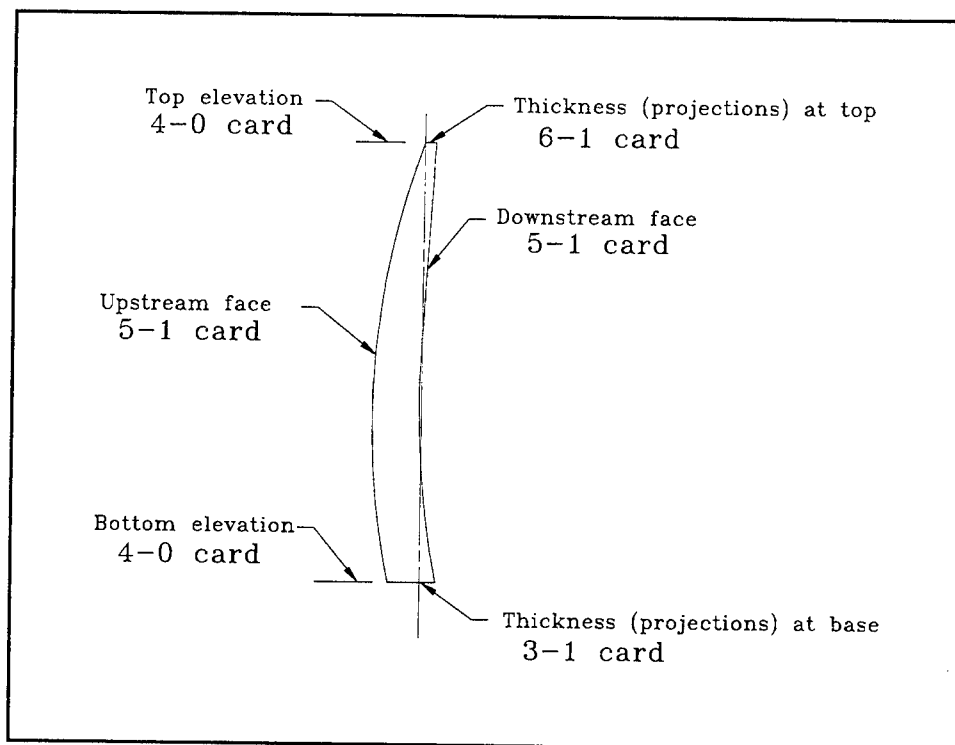 Top elevation
4-0 card
Thickness (projections) at top
6-1 card
Downstream face
5-1 card
Upstream face
5-1 card
Bottom elevation
4-0 card
Thickness (projections) at base
3-1 card